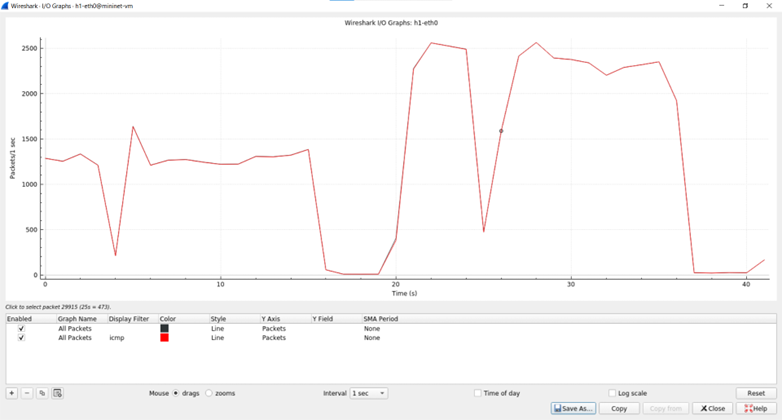 Wireshark · I/O Graphs · h1-eth0@mininet-vm
Wireshark I/O Graphs: h1-eth0
2500
2000
1500
1000
500
0
Packets/1 sec
0 10 20 30 40
Time (s)
Click to select packet 29915 (25s = 473).
Enabled Graph Name Display Filter Color Style Y Axis Y Field SMA Period
All Packets Line Packets None
All Packets icmp Line Packets None
+ − Mouse drags zooms Interval 1 sec Time of day Log scale Reset
Save As... Copy Copy from Close Help